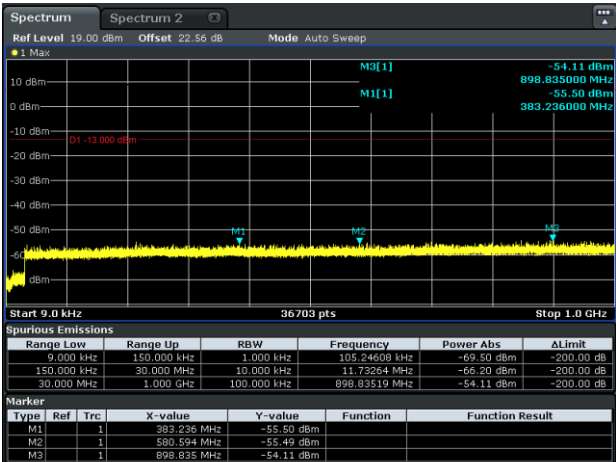 Spectrum Spectrum 2
Ref Level 19.00 dBm Offset 22.56 dB Mode Auto Sweep
1 Max
M3[1] -54.11 dBm
898.835000 MHz
10 dBm
M1[1] -55.50 dBm
383.236000 MHz
0 dBm
-10 dBm
D1 -13.000 dBm
-20 dBm
-30 dBm
-40 dBm
-50 dBm
M1 M2 M3
-60
dBm
Start 9.0 kHz 36703 pts Stop 1.0 GHz
Spurious Emissions
Range Low Range Up RBW Frequency Power Abs ΔLimit
9.000 kHz 150.000 kHz 1.000 kHz 105.24608 kHz -69.50 dBm -200.00 dB
150.000 kHz 30.000 MHz 10.000 kHz 11.73264 MHz -66.20 dBm -200.00 dB
30.000 MHz 1.000 GHz 100.000 kHz 898.83519 MHz -54.11 dBm -200.00 dB
Marker
Type Ref Trc X-value Y-value Function Function Result
M1 1 383.236 MHz -55.50 dBm
M2 1 580.594 MHz -55.49 dBm
M3 1 898.835 MHz -54.11 dBm